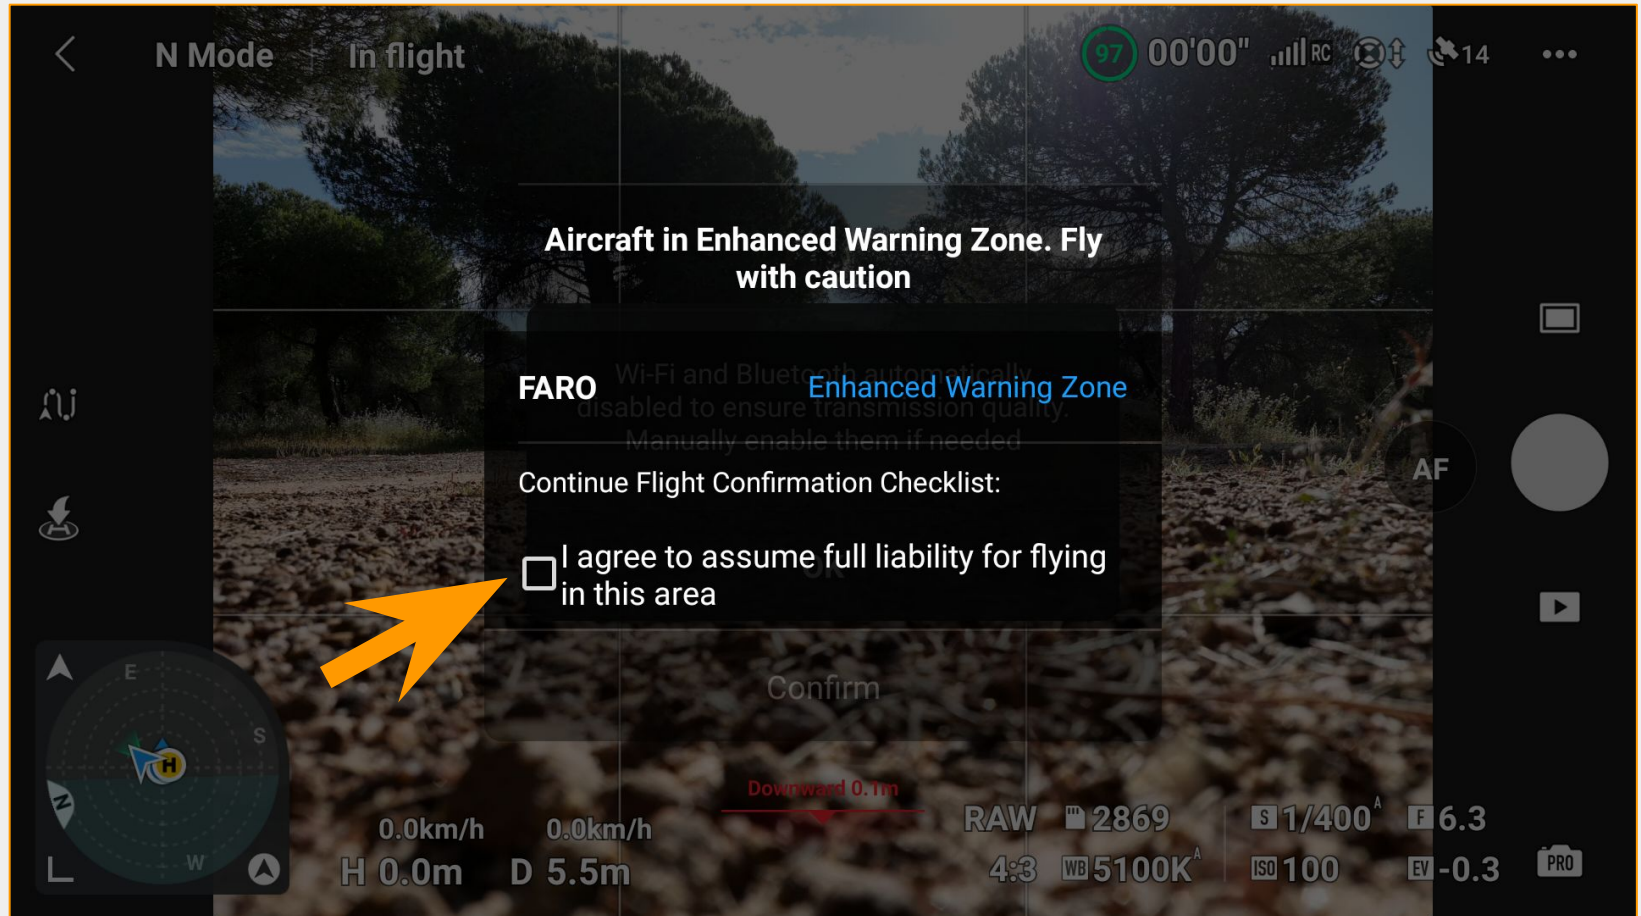 N Mode
In flight
97
00'00"
RC
14
Aircraft in Enhanced Warning Zone. Fly
with caution
Wi-Fi and Bluetooth automatically
disabled to ensure transmission quality.
Manually enable them if needed
OK
FARO
Enhanced Warning Zone
Continue Flight Confirmation Checklist:
I agree to assume full liability for flying
in this area
Confirm
AF
E
S
N
W
H
Downward 0.1m
0.0km/h
0.0km/h
H 0.0m
D 5.5m
RAW
2869
S 1/400 A
F 6.3
4:3
WB 5100K A
ISO 100
EV -0.3
PRO